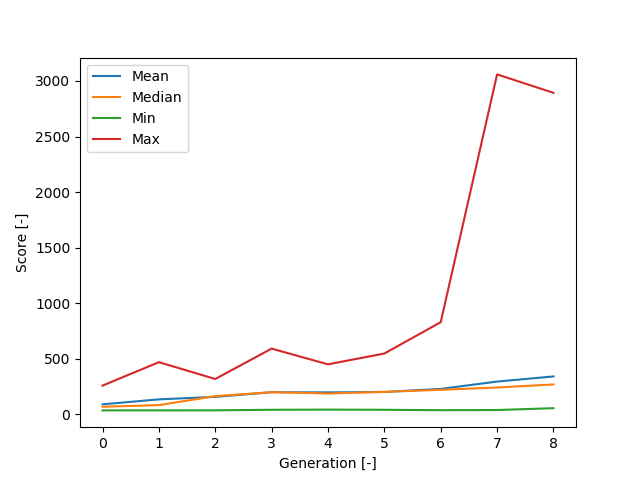 3000
2500
2000
1500
1000
500
0
Score [-]
Mean
Median
Min
Max
0 1 2 3 4 5 6 7 8
Generation [-]